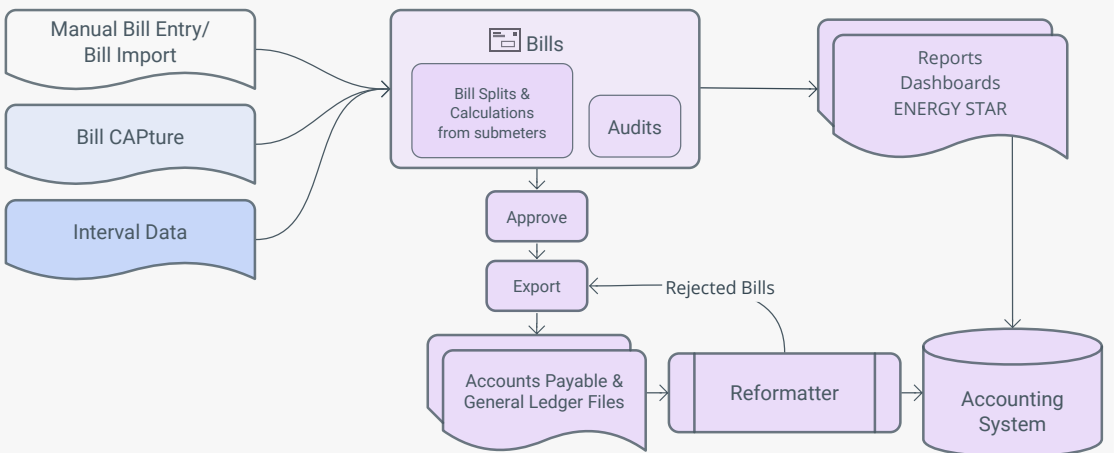 Manual Bill Entry/
Bill Import
Bill CAPture
Interval Data
Bills
Bill Splits &
Calculations
from submeters
Audits
Reports
Dashboards
ENERGY STAR
Approve
Export
Rejected Bills
Accounts Payable &
General Ledger Files
Reformatter
Accounting
System